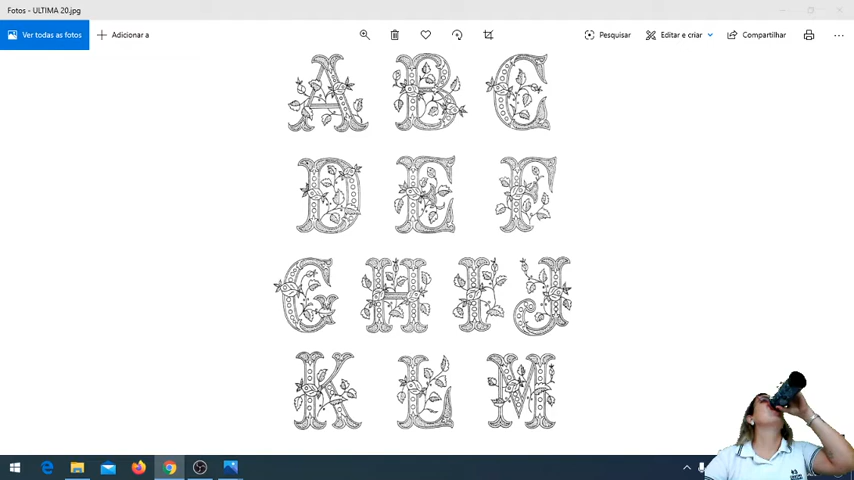 Fotos - ULTIMA 20.jpg
Ver todas as fotos
Adicionar a
Pesquisar
Editar e criar
Compartilhar
A B C
D E F
G H I J
K L M